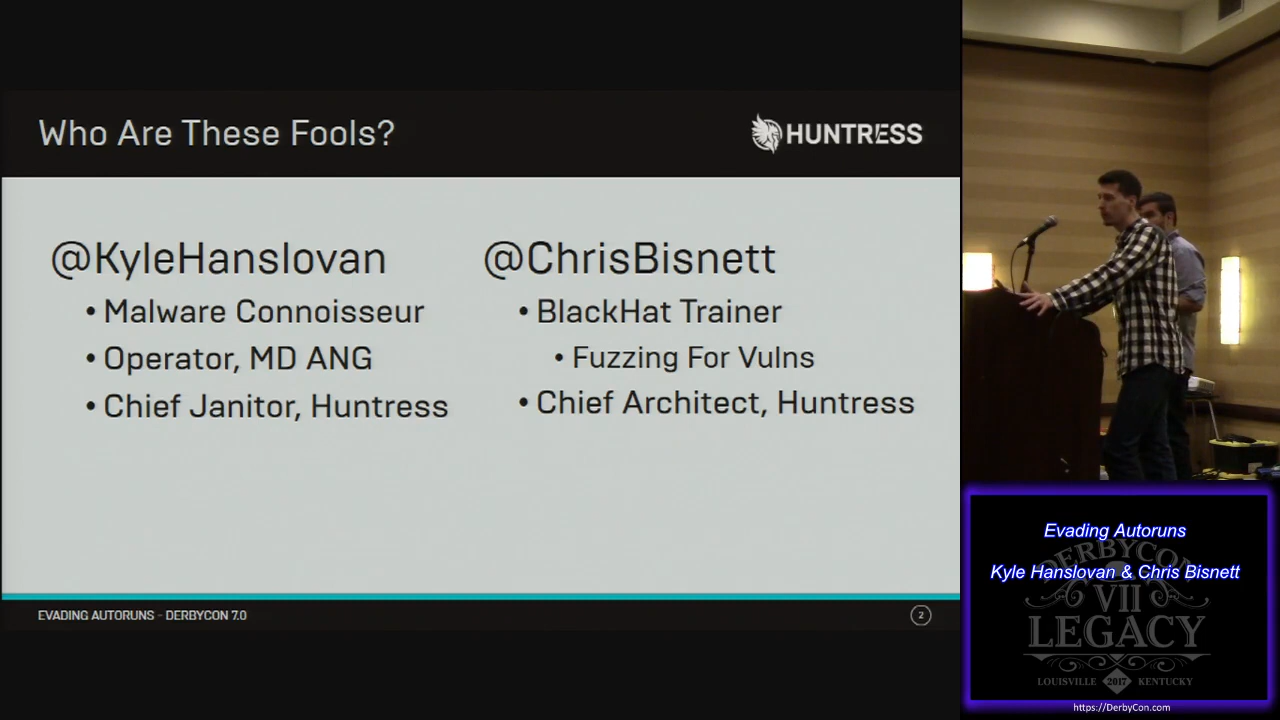 Who Are These Fools?
HUNTRESS
@KyleHanslovan
• Malware Connoisseur
• Operator, MD ANG
• Chief Janitor, Huntress
@ChrisBisnett
• BlackHat Trainer
• Fuzzing For Vulns
• Chief Architect, Huntress
EVADING AUTORUNS - DERBYCON 7.0
2
Evading Autoruns
Kyle Hanslovan & Chris Bisnett
DERBYCON
VII
LEGACY
LOUISVILLE 2017 KENTUCKY
https://DerbyCon.com